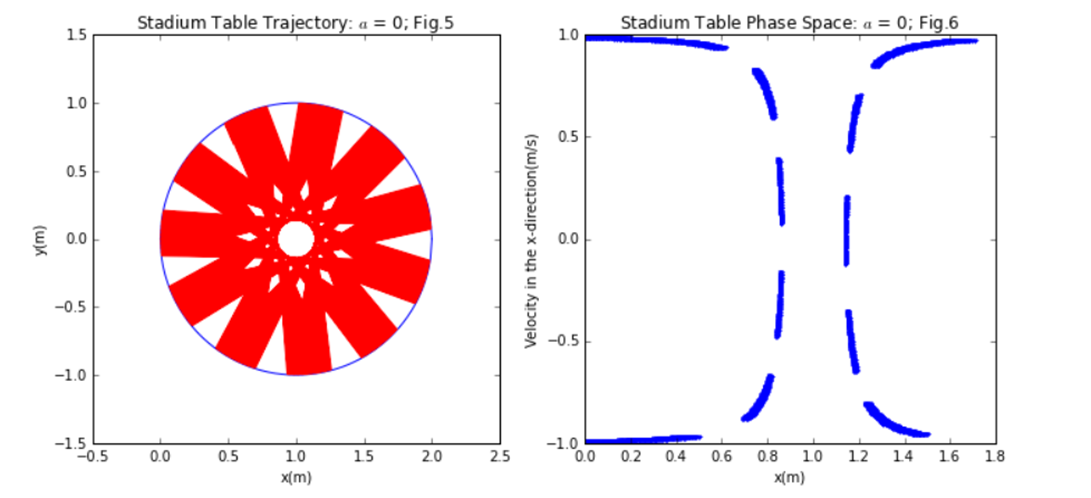 Stadium Table Trajectory: α = 0; Fig.5
1.5
1.0
0.5
0.0
−0.5
−1.0
−1.5
y(m)
−0.5 0.0 0.5 1.0 1.5 2.0 2.5
x(m)
Stadium Table Phase Space: α = 0; Fig.6
1.0
0.5
0.0
−0.5
−1.0
Velocity in the x-direction(m/s)
0.0 0.2 0.4 0.6 0.8 1.0 1.2 1.4 1.6 1.8
x(m)